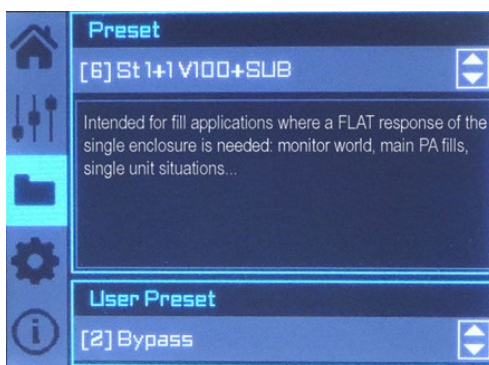 Preset
[6] St 1+1 V100+SUB
Intended for fill applications where a FLAT response of the
single enclosure is needed: monitor world, main PA fills,
single unit situations...
User Preset
[2] Bypass